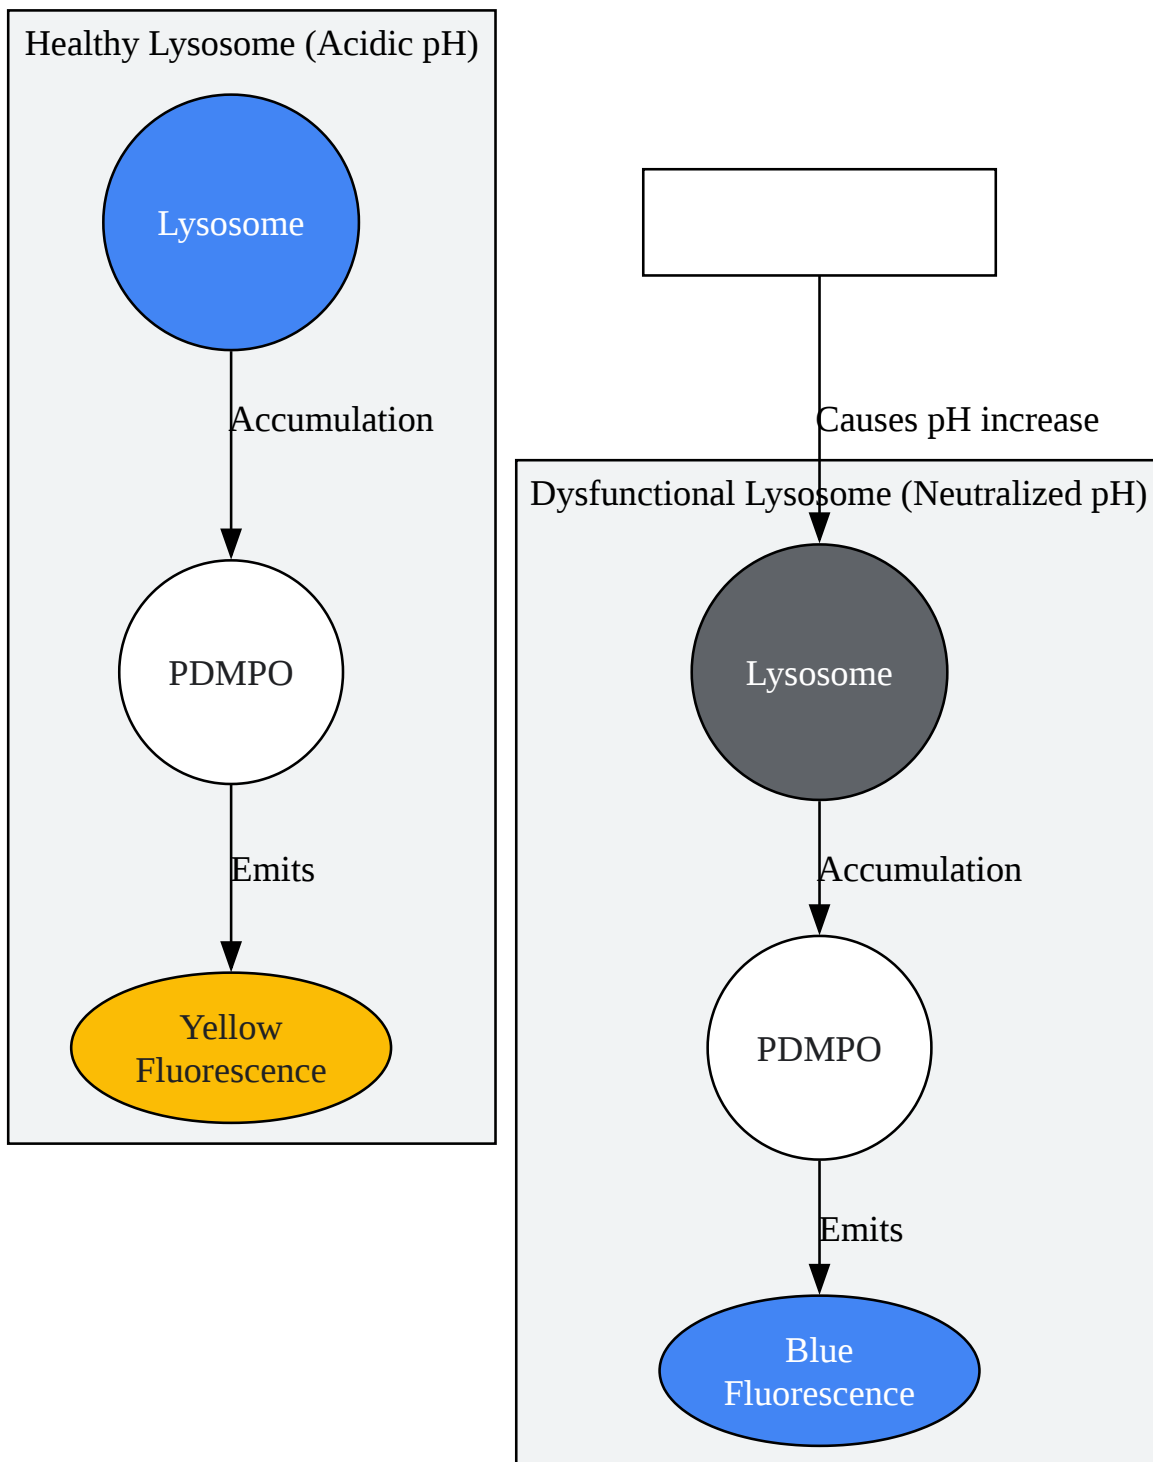 Healthy Lysosome (Acidic pH)
Lysosome
Accumulation
PDMPO
Emits
Yellow
Fluorescence
Causes pH increase
Dysfunctional Lysosome (Neutralized pH)
Lysosome
Accumulation
PDMPO
Emits
Blue
Fluorescence